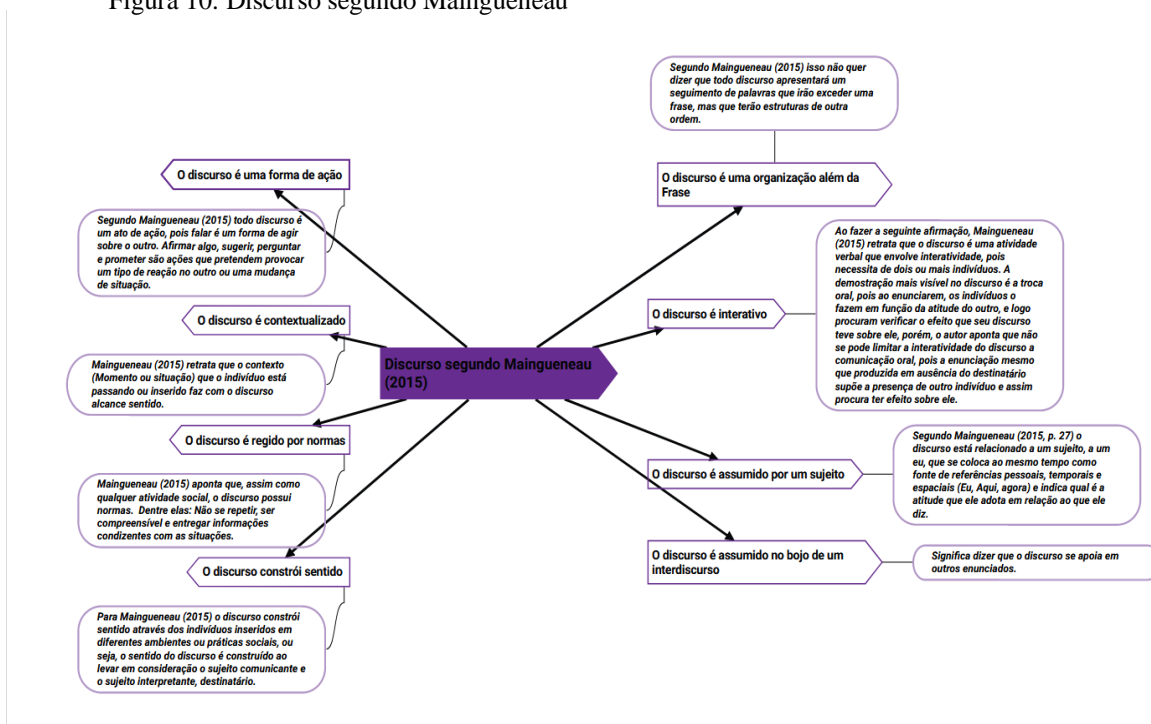 Figura 10: Discurso segundo Maingueneau
Segundo Maingueneau (2015) isso não quer
dizer que todo discurso apresentará um
seguimento de palavras que irão exceder uma
frase, mas que terão estruturas de outra
ordem.
O discurso é uma forma de ação
O discurso é uma organização além da
Frase
Segundo Maingueneau (2015) todo discurso é
um ato de ação, pois falar é um forma de agir
sobre o outro. Afirmar algo, sugerir, perguntar
e prometer são ações que pretendem provocar
um tipo de reação no outro ou uma mudança
de situação.
Ao fazer a seguinte afirmação, Maingueneau
(2015) retrata que o discurso é uma atividade
verbal que envolve interatividade, pois
necessita de dois ou mais indivíduos. A
demostração mais visível no discurso é a troca
oral, pois ao enunciarem, os indivíduos o
fazem em função da atitude do outro, e logo
procuram verificar o efeito que seu discurso
teve sobre ele, porém, o autor aponta que não
se pode limitar a interatividade do discurso a
comunicação oral, pois a enunciação mesmo
que produzida em ausência do destinatário
supõe a presença de outro indivíduo e assim
procura ter efeito sobre ele.
O discurso é contextualizado
O discurso é interativo
Discurso segundo Maingueneau
(2015)
Maingueneau (2015) retrata que o contexto
(Momento ou situação) que o indivíduo está
passando ou inserido faz com o discurso
alcance sentido.
O discurso é regido por normas
O discurso é assumido por um sujeito
Segundo Maingueneau (2015, p. 27) o
discurso está relacionado a um sujeito, a um
eu, que se coloca ao mesmo tempo como
fonte de referências pessoais, temporais e
espaciais (Eu, Aqui, agora) e indica qual é a
atitude que ele adota em relação ao que ele
diz.
Maingueneau (2015) aponta que, assim como
qualquer atividade social, o discurso possui
normas. Dentre elas: Não se repetir, ser
compreensível e entregar informações
condizentes com as situações.
O discurso constrói sentido
O discurso é assumido no bojo de um
interdiscurso
Significa dizer que o discurso se apoia em
outros enunciados.
Para Maingueneau (2015) o discurso constrói
sentido através dos indivíduos inseridos em
diferentes ambientes ou práticas sociais, ou
seja, o sentido do discurso é construído ao
levar em consideração o sujeito comunicante e
o sujeito interpretante, destinatário.